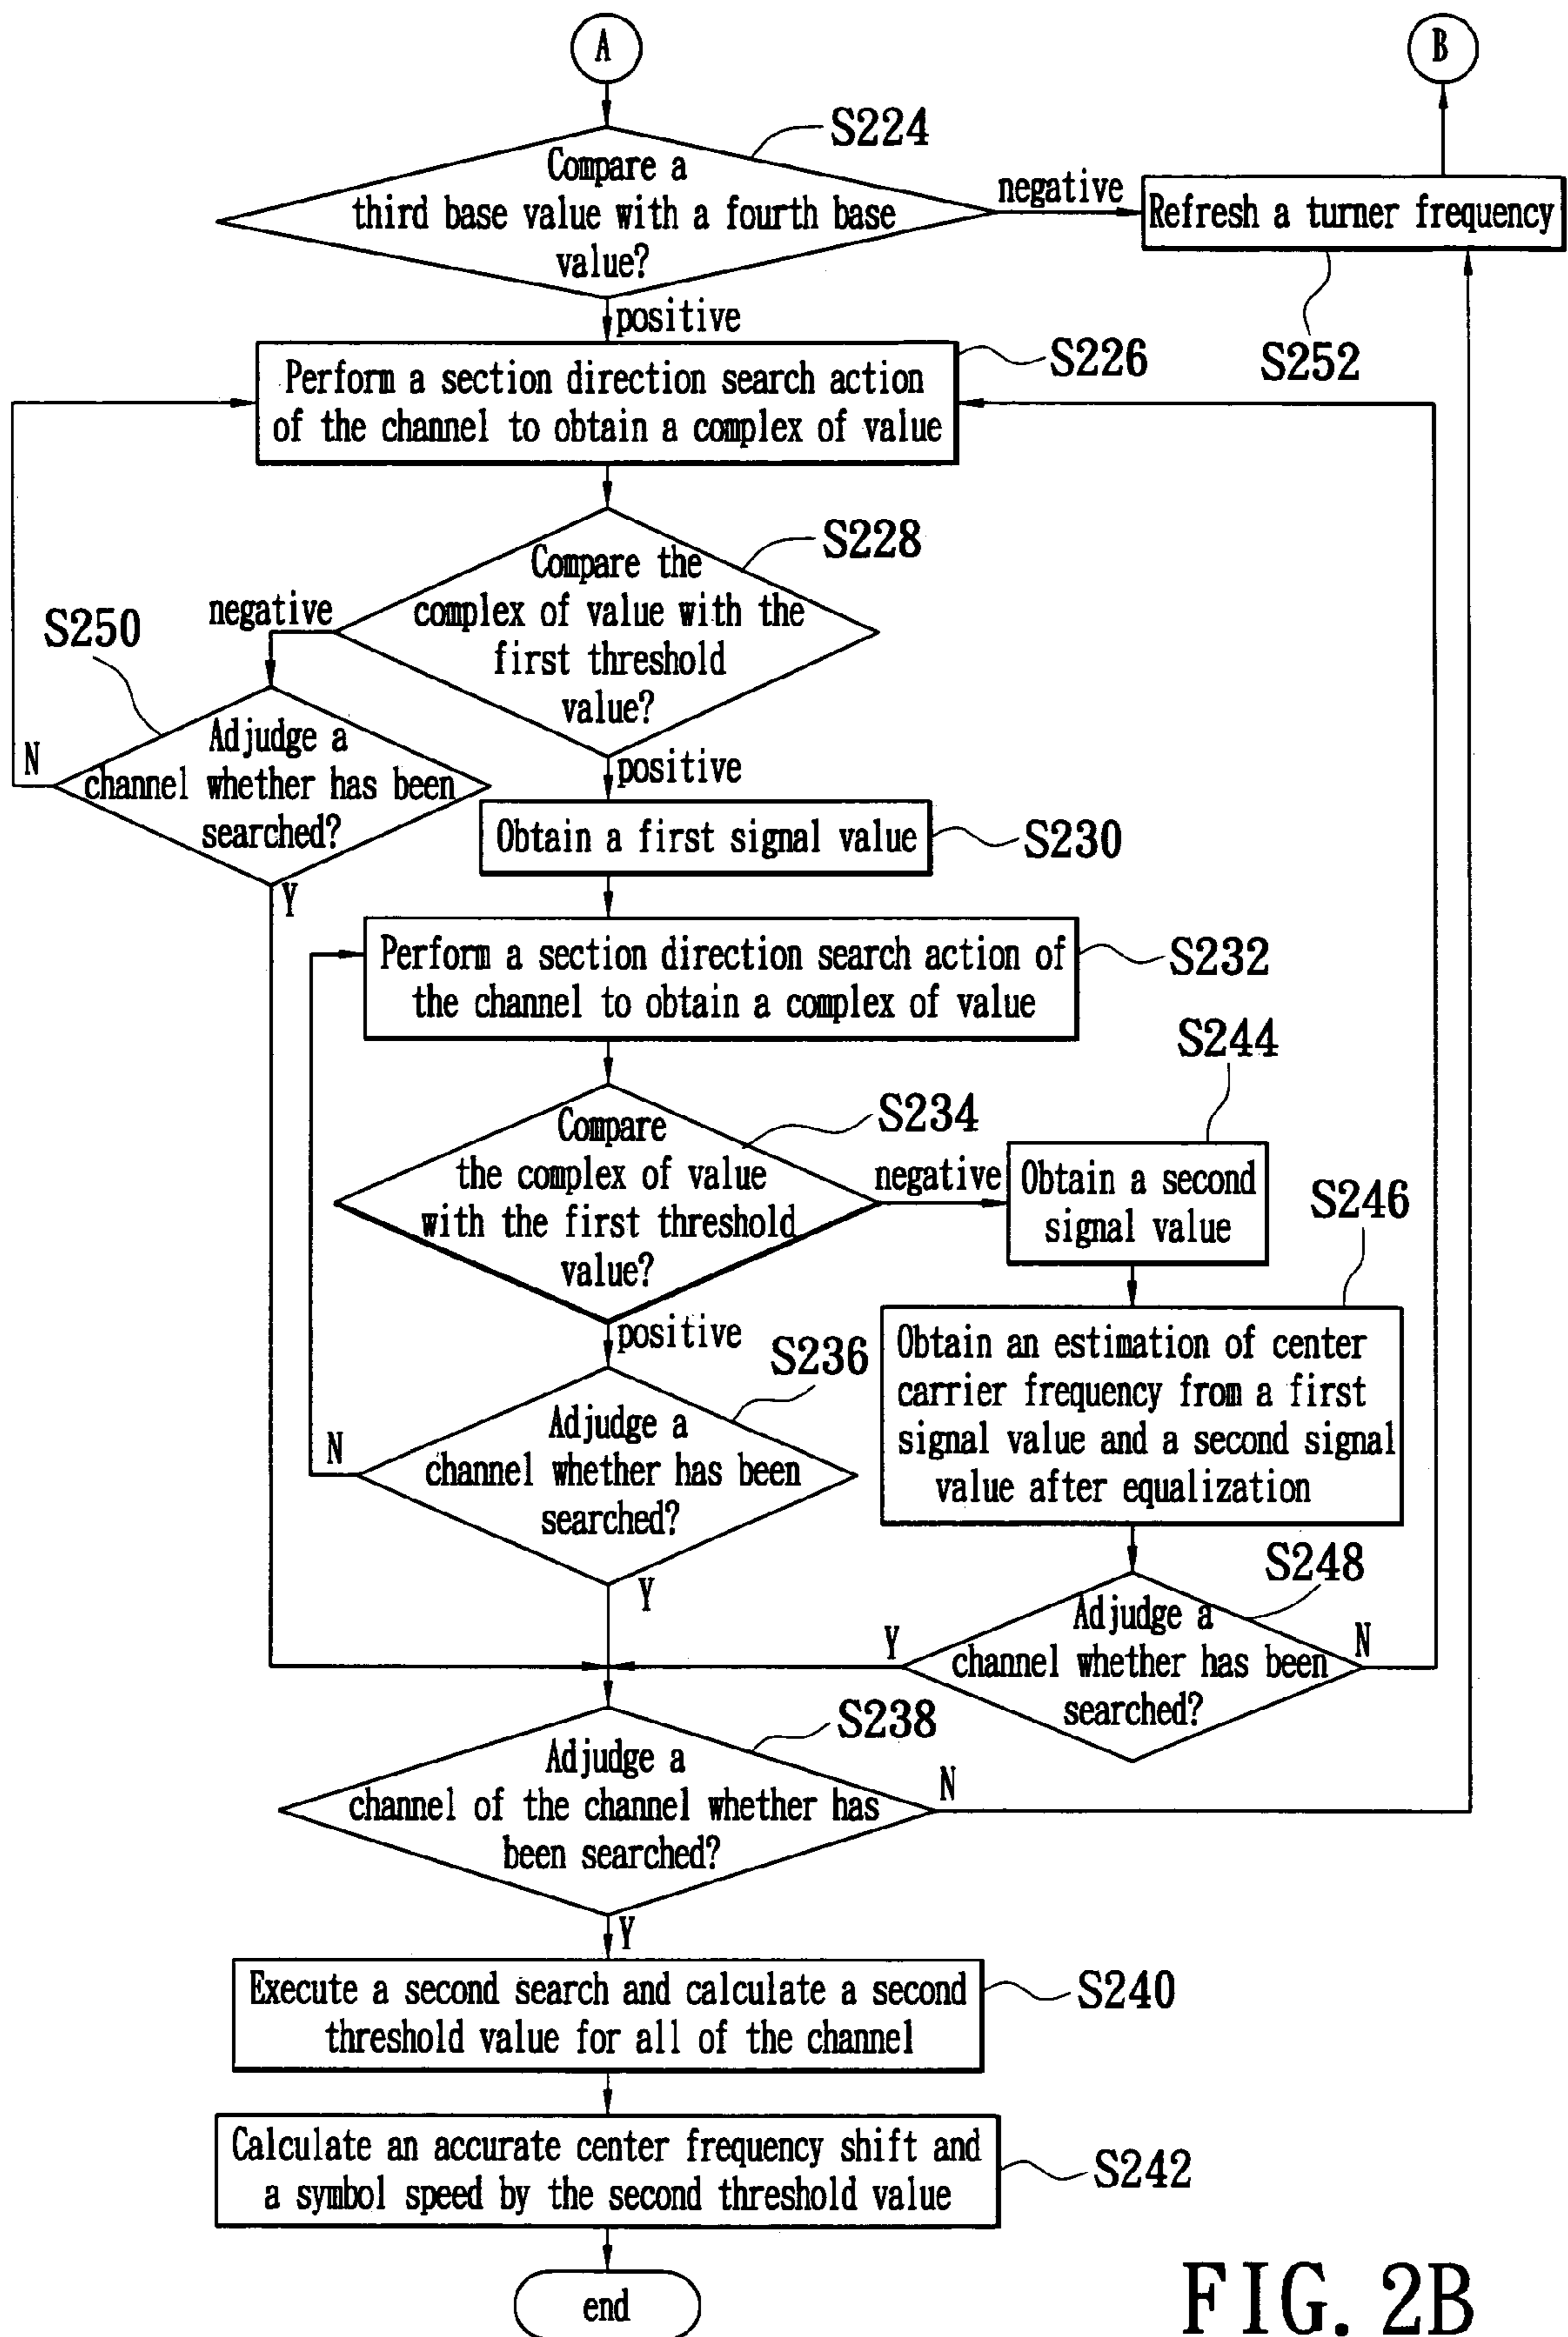 A
B
S224
Compare a
third base value with a fourth base
value?
negative
Refresh a turner frequency
S252
positive
S226
Perform a section direction search action
of the channel to obtain a complex of value
S228
Compare the
complex of value with the
first threshold
value?
negative
S250
Adjudge a
channel whether has been
searched?
N
Y
positive
Obtain a first signal value
S230
Perform a section direction search action of
the channel to obtain a complex of value
S232
S234
Compare
the complex of value
with the first threshold
value?
negative
S244
Obtain a second
signal value
S246
Obtain an estimation of center
carrier frequency from a first
signal value and a second signal
value after equalization
positive
S236
Adjudge a
channel whether has been
searched?
N
Y
S248
Adjudge a
channel whether has been
searched?
Y
N
S238
Adjudge a
channel of the channel whether has
been searched?
N
Y
Execute a second search and calculate a second
threshold value for all of the channel
S240
Calculate an accurate center frequency shift and
a symbol speed by the second threshold value
S242
end
FIG. 2B